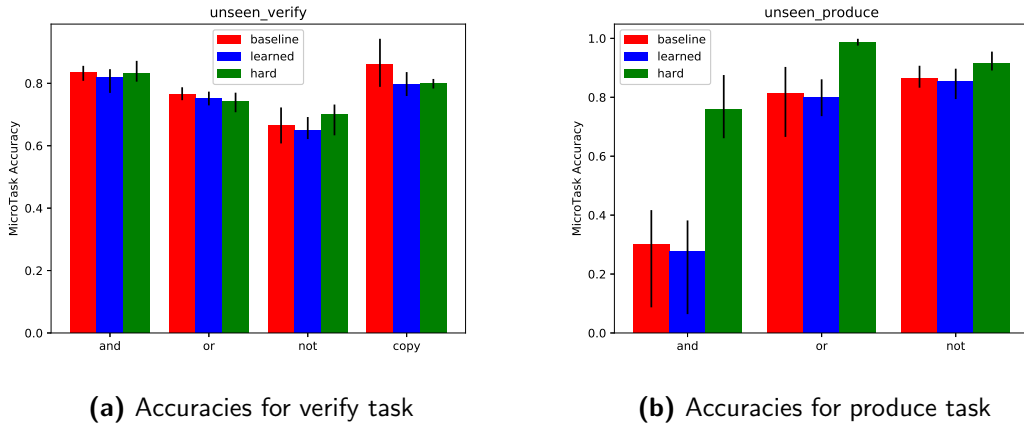 unseen_verify
baseline
learned
hard
MicroTask Accuracy
0.8
0.6
0.4
0.2
0.0
and or not copy
(a) Accuracies for verify task
unseen_produce
baseline
learned
hard
MicroTask Accuracy
1.0
0.8
0.6
0.4
0.2
0.0
and or not
(b) Accuracies for produce task